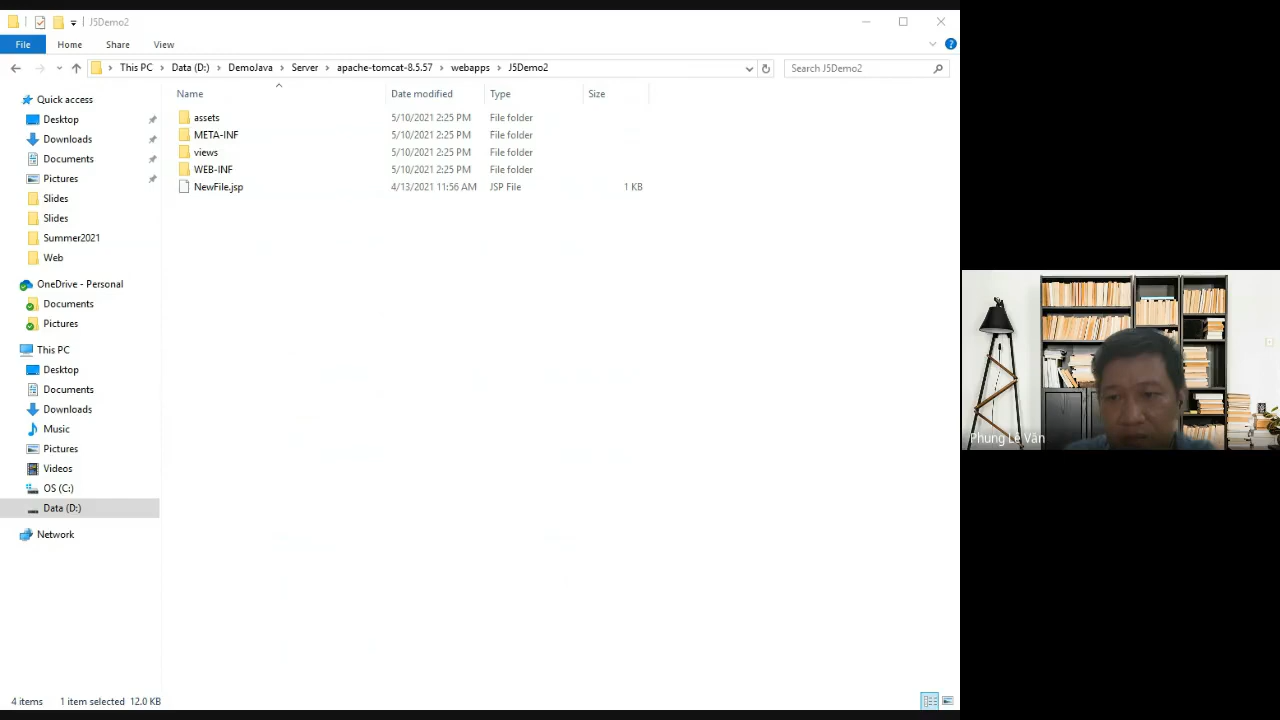 J5Demo2
File Home Share View
This PC Data (D:) DemoJava Server apache-tomcat-8.5.57 webapps J5Demo2 Search J5Demo2
Name Date modified Type Size
Quick access
Desktop
Downloads
Documents
Pictures
Slides
Slides
Summer2021
Web
OneDrive - Personal
Documents
Pictures
This PC
Desktop
Documents
Downloads
Music
Pictures
Videos
OS (C:)
Data (D:)
Network
assets 5/10/2021 2:25 PM File folder
META-INF 5/10/2021 2:25 PM File folder
views 5/10/2021 2:25 PM File folder
WEB-INF 5/10/2021 2:25 PM File folder
NewFile.jsp 4/13/2021 11:56 AM JSP File 1 KB
4 items 1 item selected 12.0 KB
Phụng Lê Văn